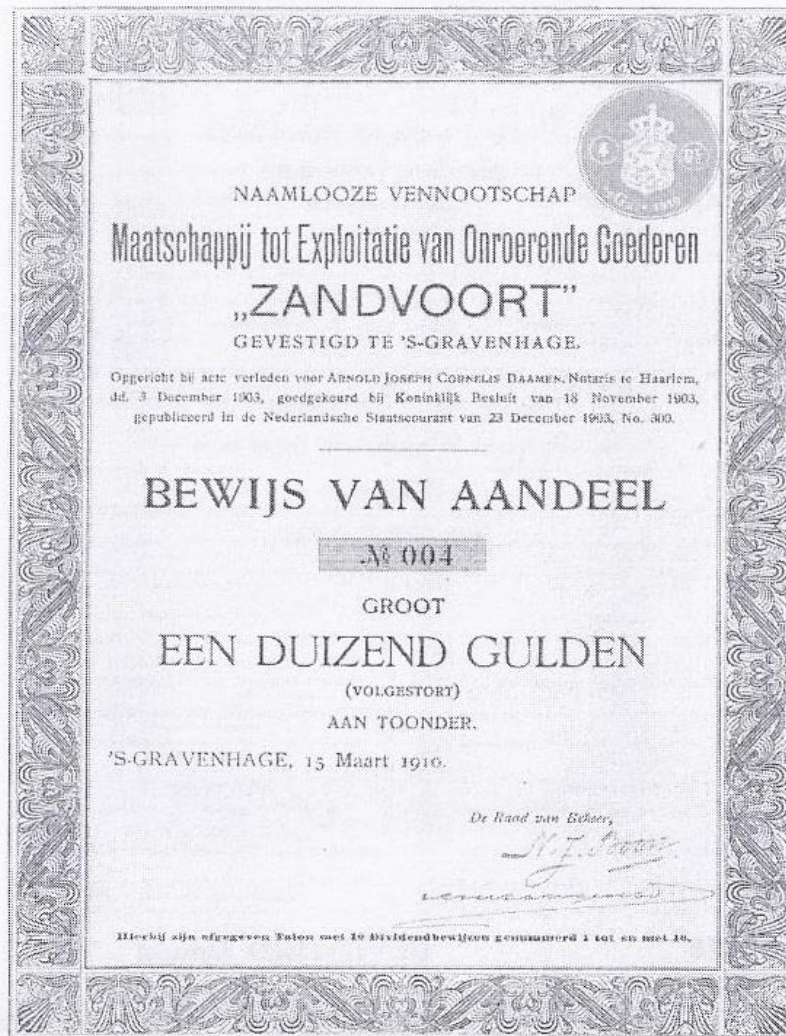 NAAMLOOZE VENNOOTSCHAP
Maatschappij tot Exploitatie van Onroerende Goederen
„ZANDVOORT”
GEVESTIGD TE 'S-GRAVENHAGE.
Opgericht bij acte verleden voor ARNOLD JOSEPH CORNELIS DAAMEN, Notaris te Haarlem,
dd. 3 December 1903, goedgekeurd bij Koninklijk Besluit van 18 November 1903,
gepubliceerd in de Nederlandsche Staatscourant van 23 December 1903, No. 300.
BEWIJS VAN AANDEEL
№ 004
GROOT
EEN DUIZEND GULDEN
(VOLGESTORT)
AAN TOONDER.
'S-GRAVENHAGE, 15 Maart 1910.
De Raad van Beheer,
Hierbij zijn afgegeven Talon met 10 Dividendbewijzen genummerd 1 tot en met 10.